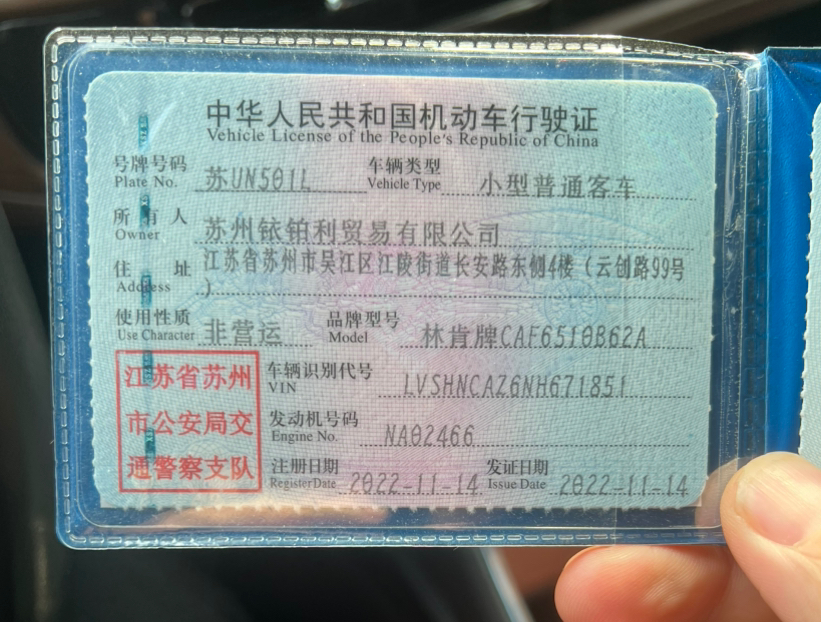 中华人民共和国机动车行驶证
Vehicle License of the People's Republic of China
号牌号码 苏UN501L 车辆类型 小型普通客车
Plate No. Vehicle Type
所有人 苏州铱铂利贸易有限公司
Owner
住址 江苏省苏州市吴江区江陵街道长安路东侧4楼（云创路99号
Address ）
使用性质 非营运 品牌型号 林肯牌CAF6510B62A
Use Character Model
江苏省苏州
市公安局交
通警察支队
车辆识别代号 LVSHNCAZ6NH671851
VIN
发动机号码 NA02466
Engine No.
注册日期 2022-11-14 发证日期 2022-11-14
Register Date Issue Date